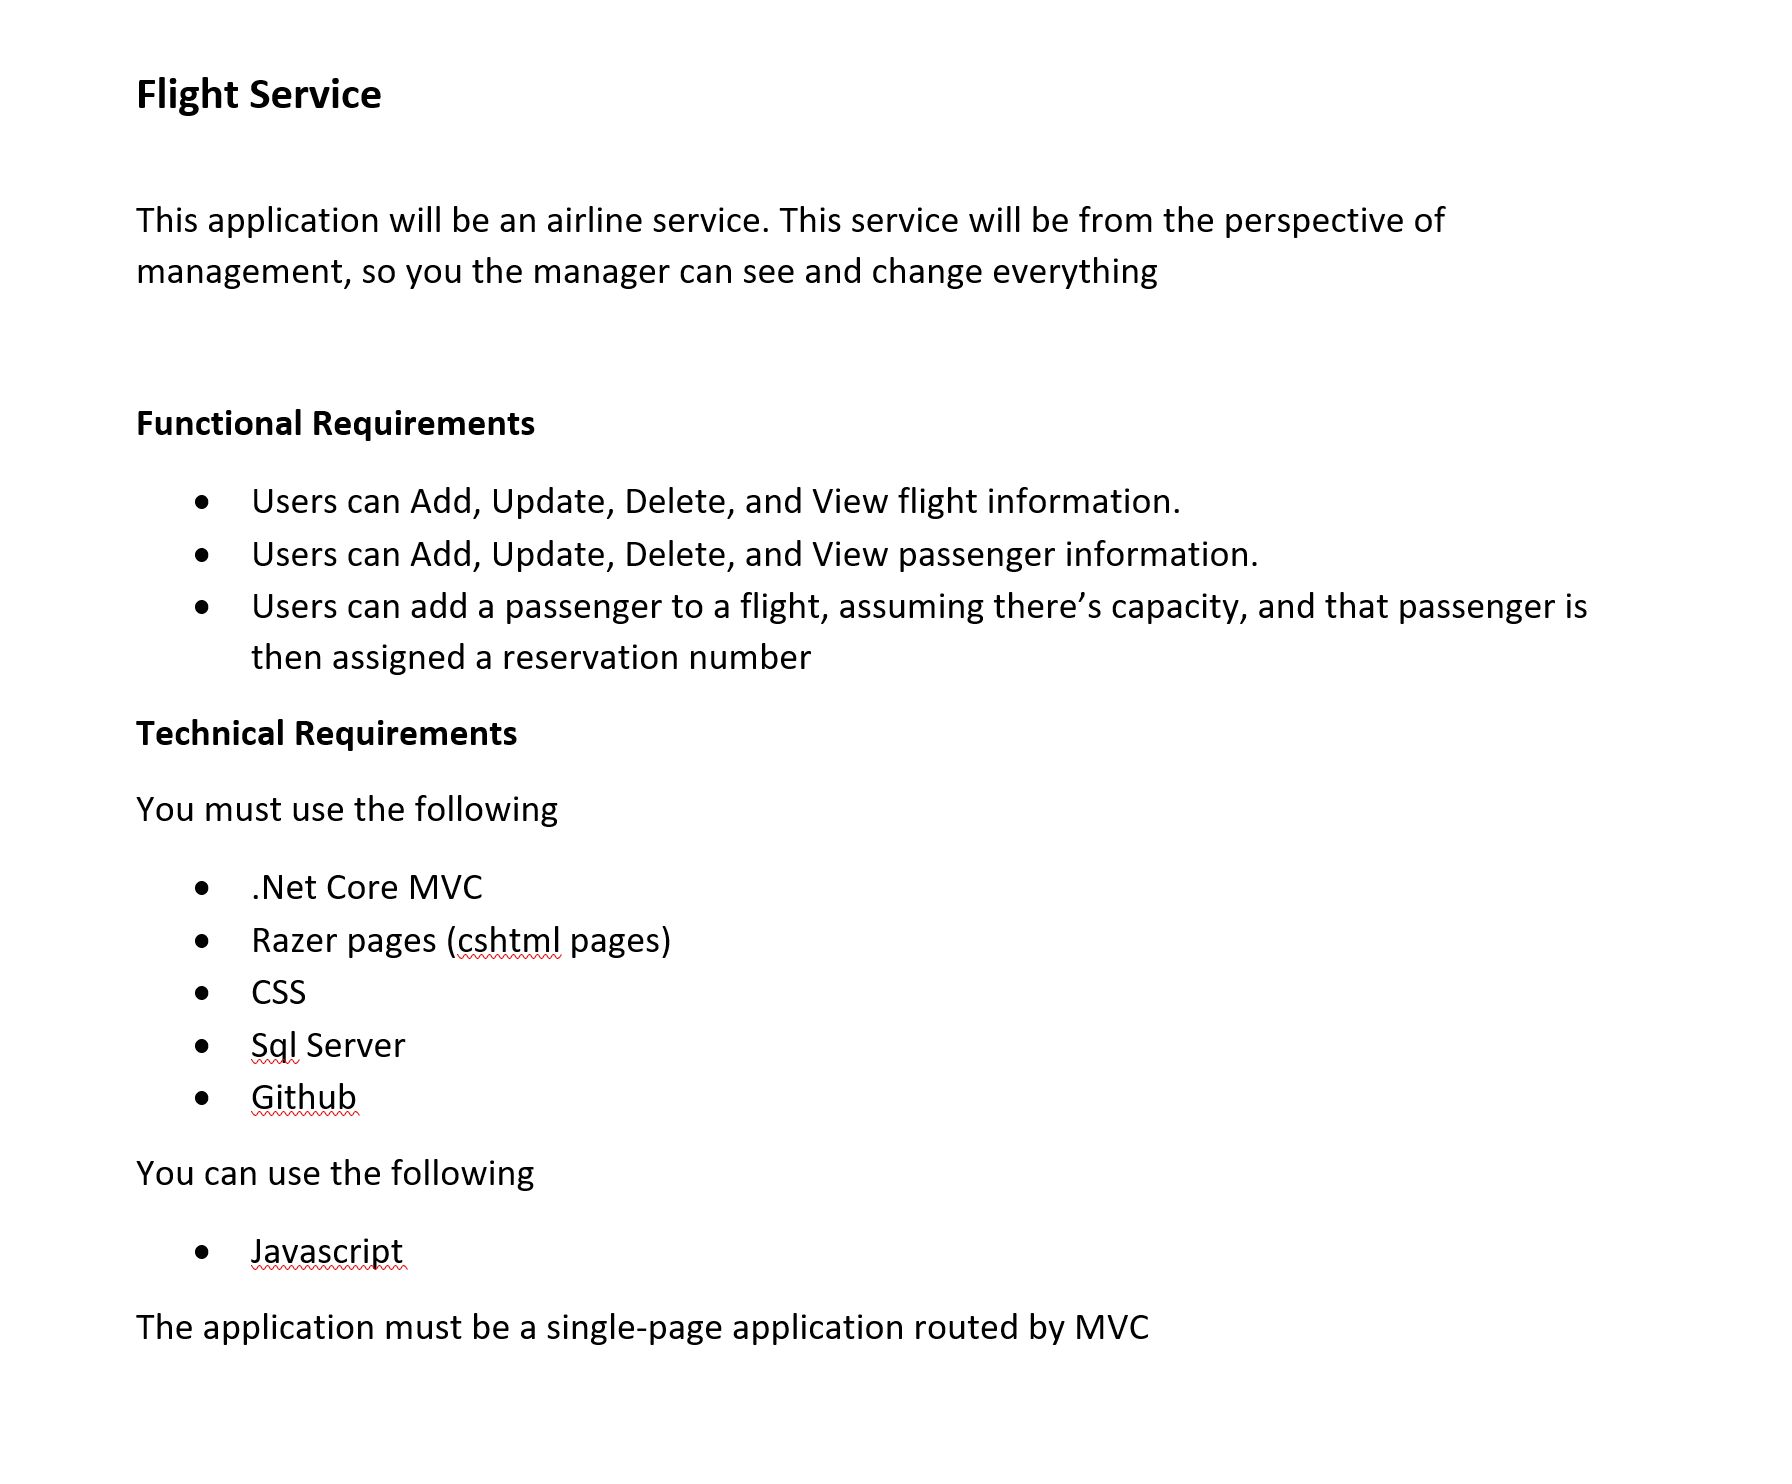 Flight Service
This application will be an airline service. This service will be from the perspective of
management, so you the manager can see and change everything
Functional Requirements
• Users can Add, Update, Delete, and View flight information.
• Users can Add, Update, Delete, and View passenger information.
• Users can add a passenger to a flight, assuming there’s capacity, and that passenger is
then assigned a reservation number
Technical Requirements
You must use the following
• .Net Core MVC
• Razer pages (cshtml pages)
• CSS
• Sql Server
• Github
You can use the following
• Javascript
The application must be a single-page application routed by MVC